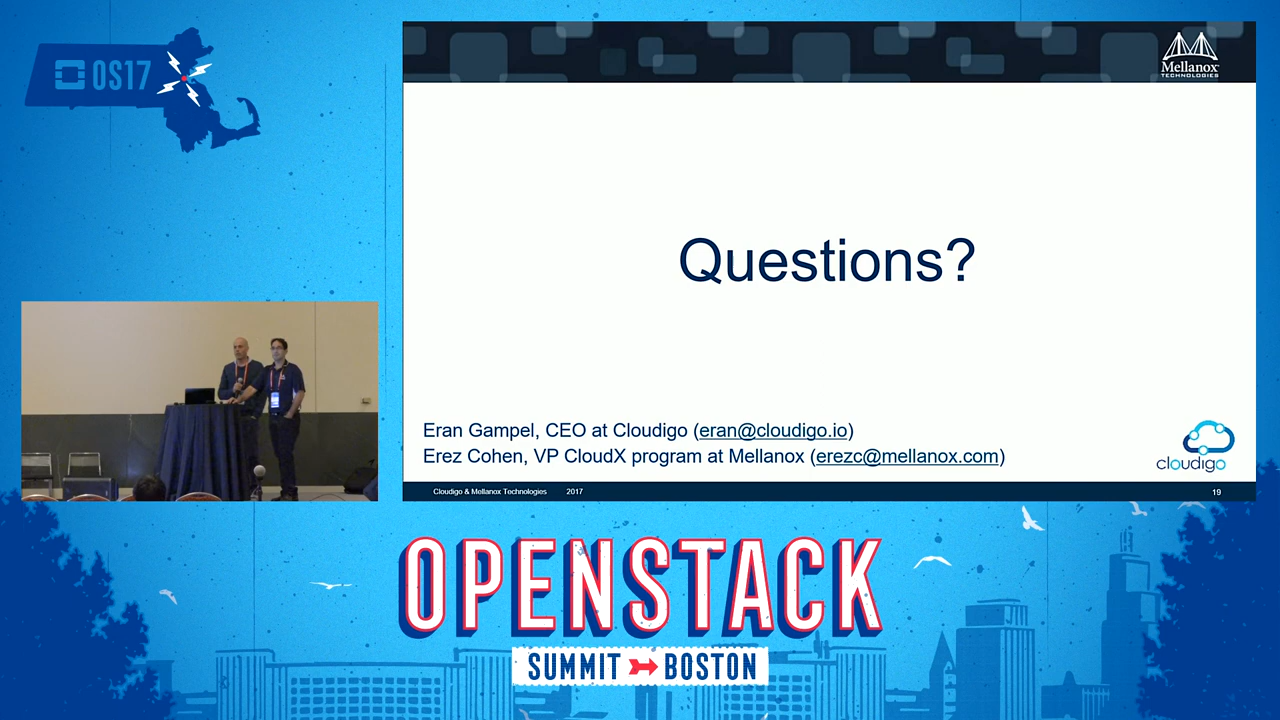 OS17
Mellanox
TECHNOLOGIES
Questions?
Eran Gampel, CEO at Cloudigo (eran@cloudigo.io)
Erez Cohen, VP CloudX program at Mellanox (erezc@mellanox.com)
cloudigo
Cloudigo & Mellanox Technologies 2017 19
OPENSTACK
SUMMIT BOSTON